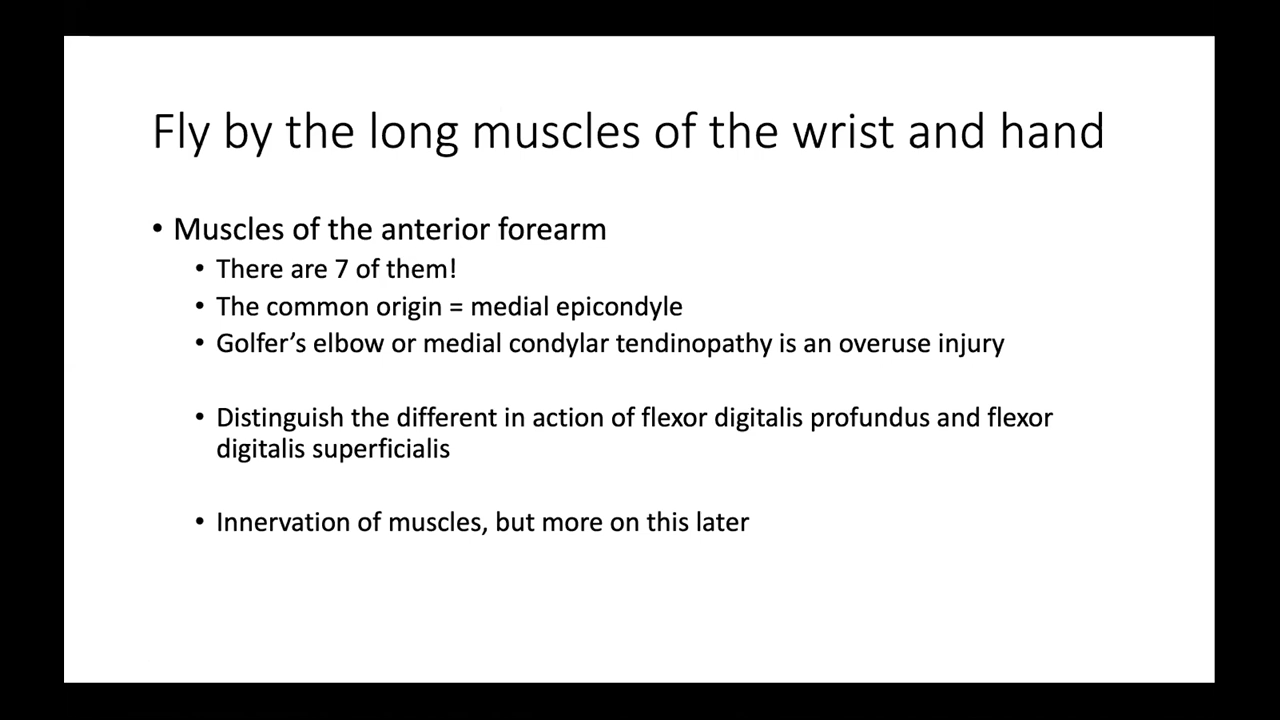 Fly by the long muscles of the wrist and hand
• Muscles of the anterior forearm
• There are 7 of them!
• The common origin = medial epicondyle
• Golfer’s elbow or medial condylar tendinopathy is an overuse injury
• Distinguish the different in action of flexor digitalis profundus and flexor
digitalis superficialis
• Innervation of muscles, but more on this later